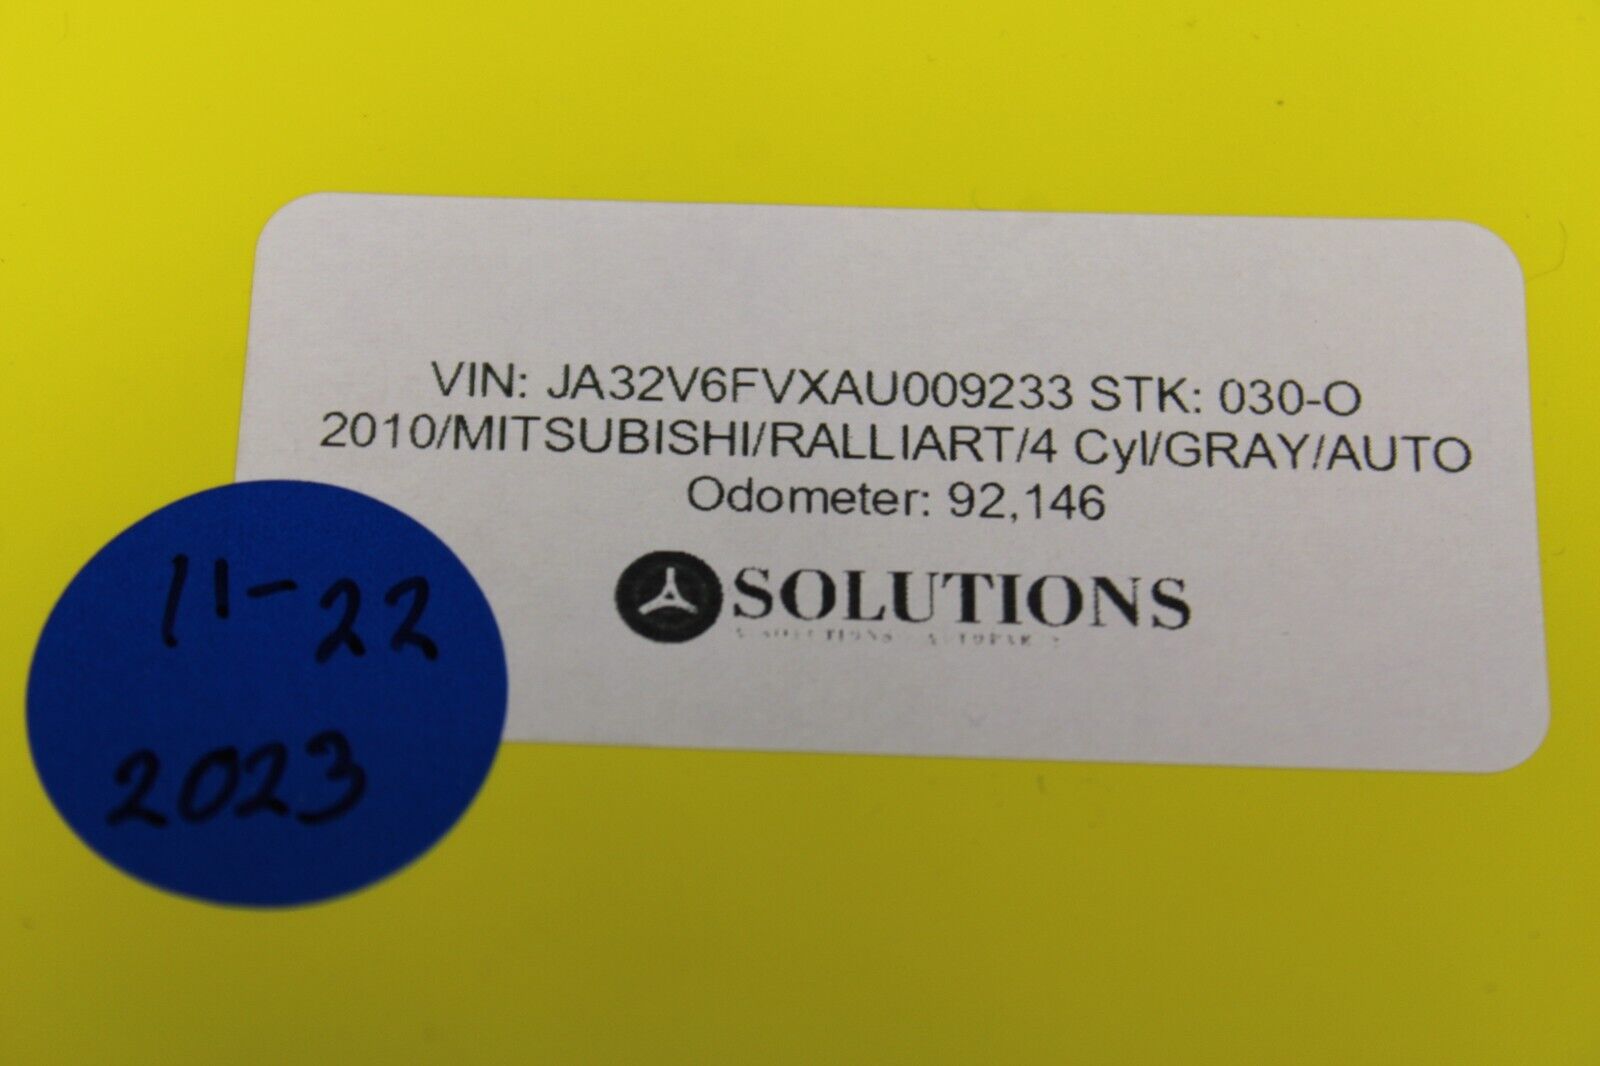 VIN: JA32V6FVXAU009233 STK: 030-O
2010/MITSUBISHI/RALLIART/4 Cyl/GRAY/AUTO
Odometer: 92,146
SOLUTIONS
11-22
2023